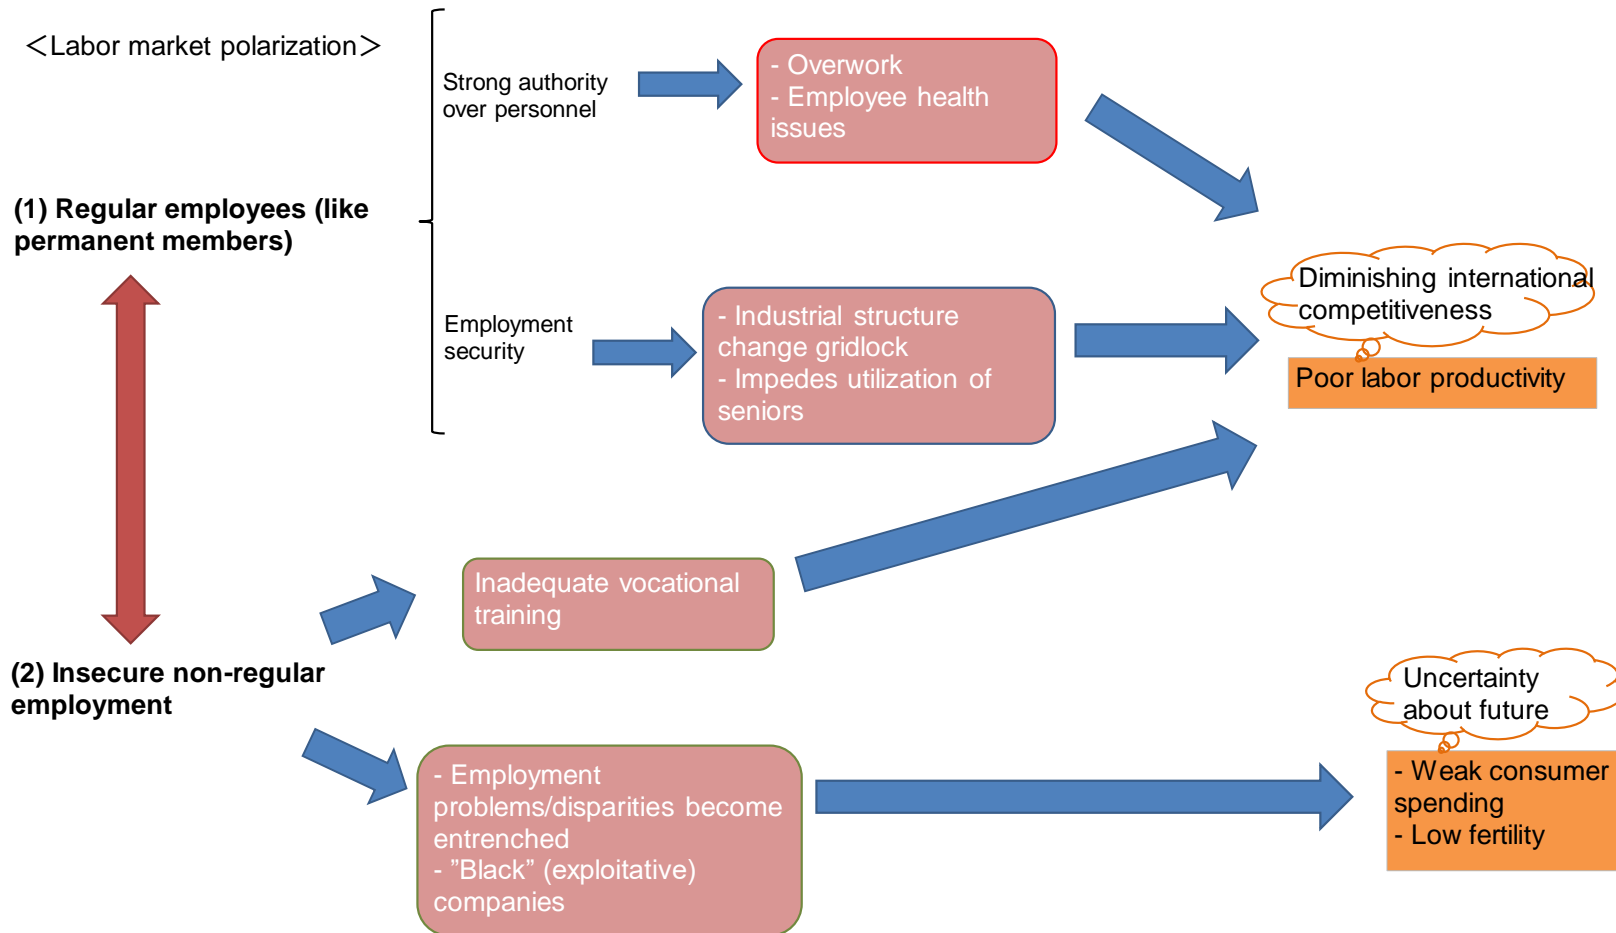 ＜Labor market polarization＞
Strong authority
over personnel
- Overwork
- Employee health
issues
(1) Regular employees (like
permanent members)
Employment
security
- Industrial structure
change gridlock
- Impedes utilization of
seniors
Diminishing international
competitiveness
Poor labor productivity
Inadequate vocational
training
(2) Insecure non-regular
employment
- Employment
problems/disparities become
entrenched
- ”Black” (exploitative)
companies
Uncertainty
about future
- Weak consumer
spending
- Low fertility